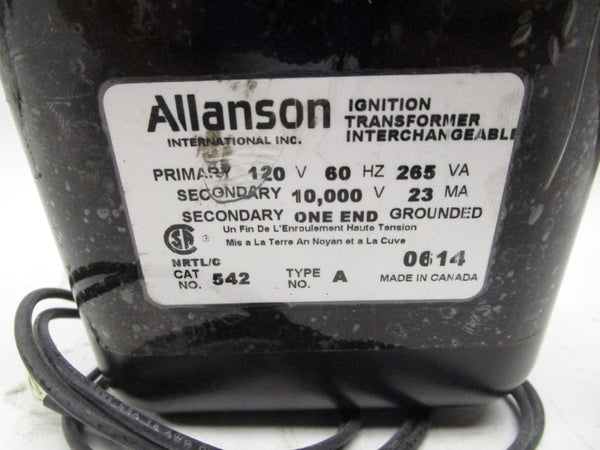 Allanson IGNITION
TRANSFORMER
INTERCHANGEABLE
INTERNATIONAL INC.
PRIMARY 120 V 60 HZ 265 VA
SECONDARY 10,000 V 23 MA
SECONDARY ONE END GROUNDED
Un Fin De L'Enroulement Haute Tension
Mis a La Terre An Noyan et a La Cuve
SA ®
NRTL/C 0614
CAT NO. 542 TYPE NO. A MADE IN CANADA